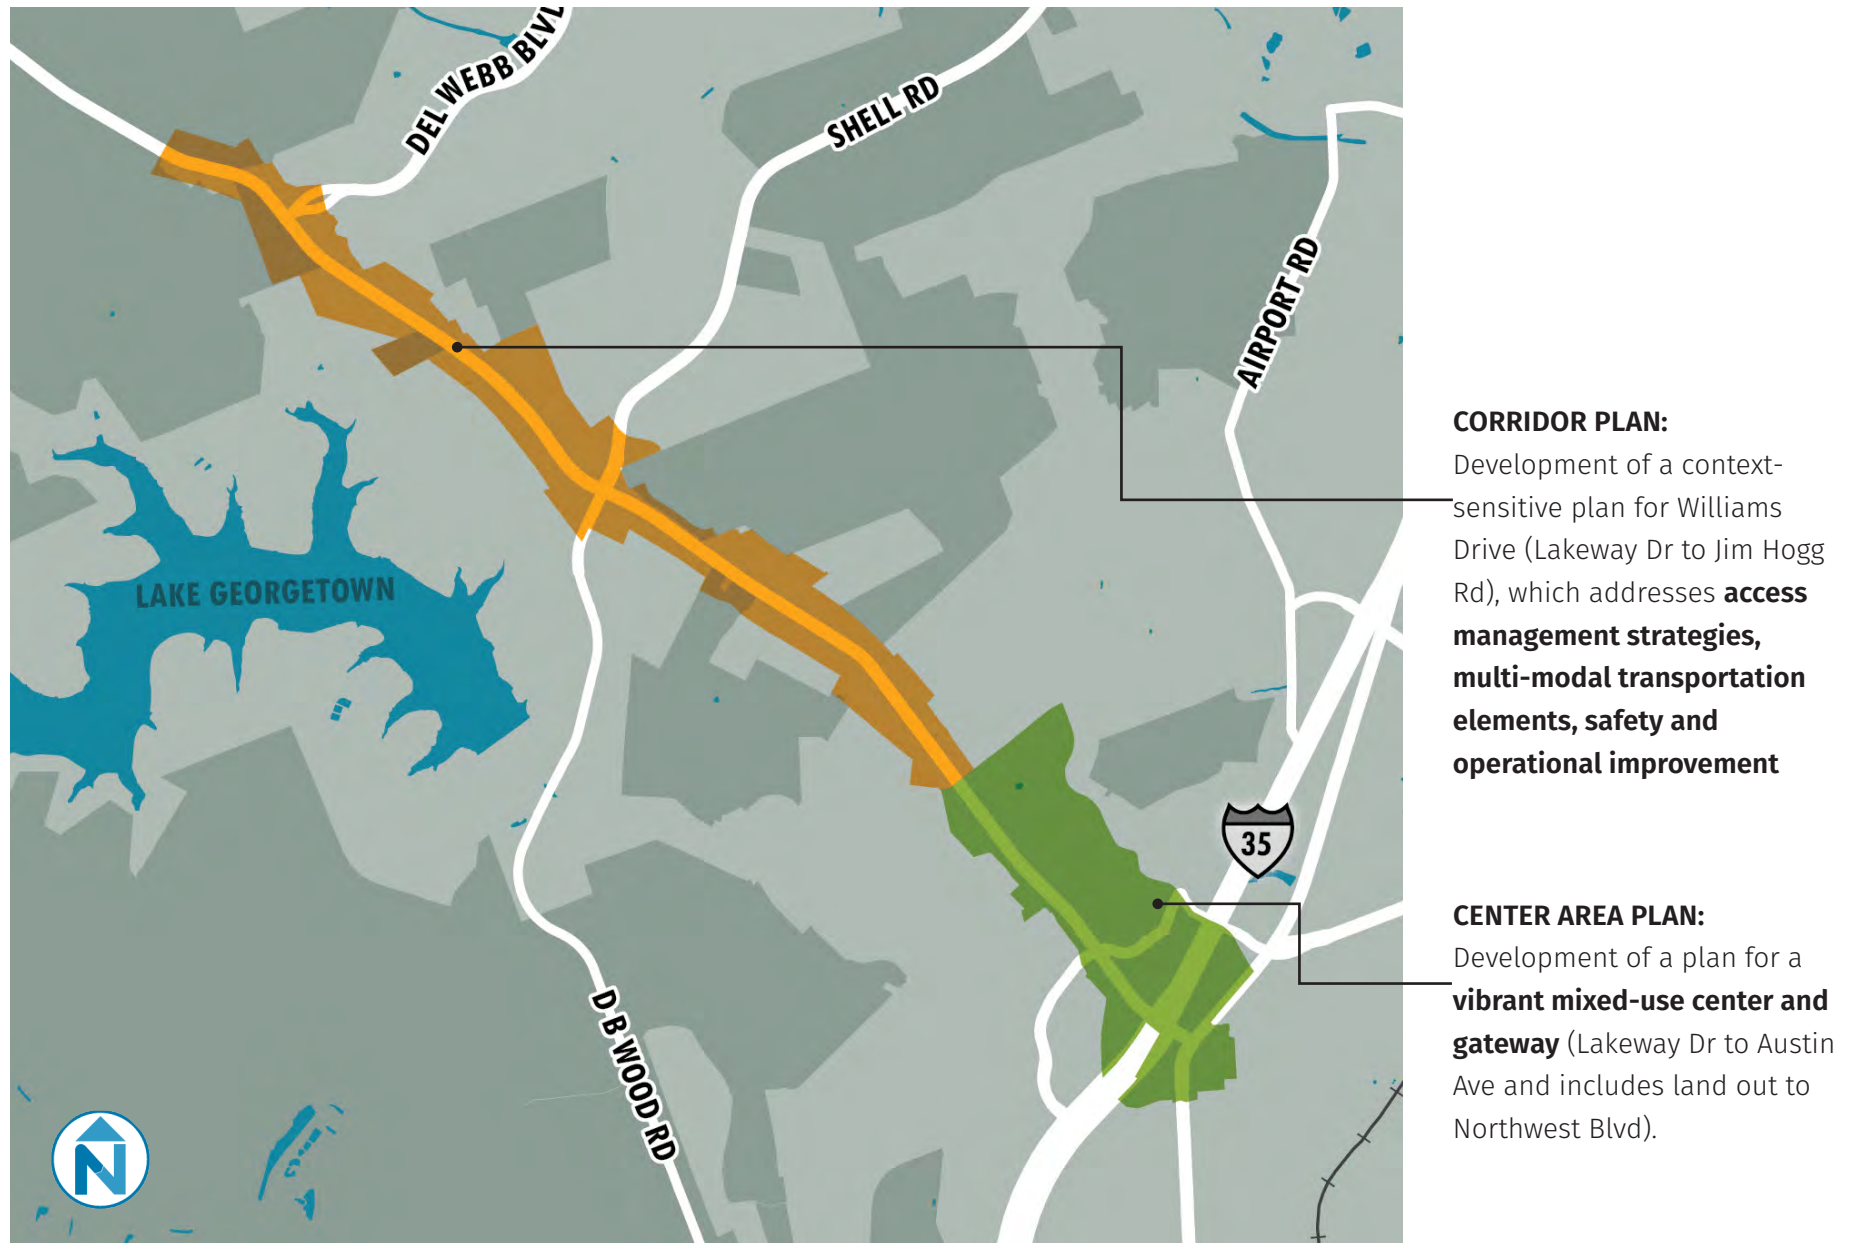 DEL WEBB BLVD
SHELL RD
AIRPORT RD
LAKE GEORGETOWN
35
D B WOOD RD
N
CORRIDOR PLAN:
Development of a context-
sensitive plan for Williams
Drive (Lakeway Dr to Jim Hogg
Rd), which addresses access
management strategies,
multi-modal transportation
elements, safety and
operational improvement
CENTER AREA PLAN:
Development of a plan for a
vibrant mixed-use center and
gateway (Lakeway Dr to Austin
Ave and includes land out to
Northwest Blvd).